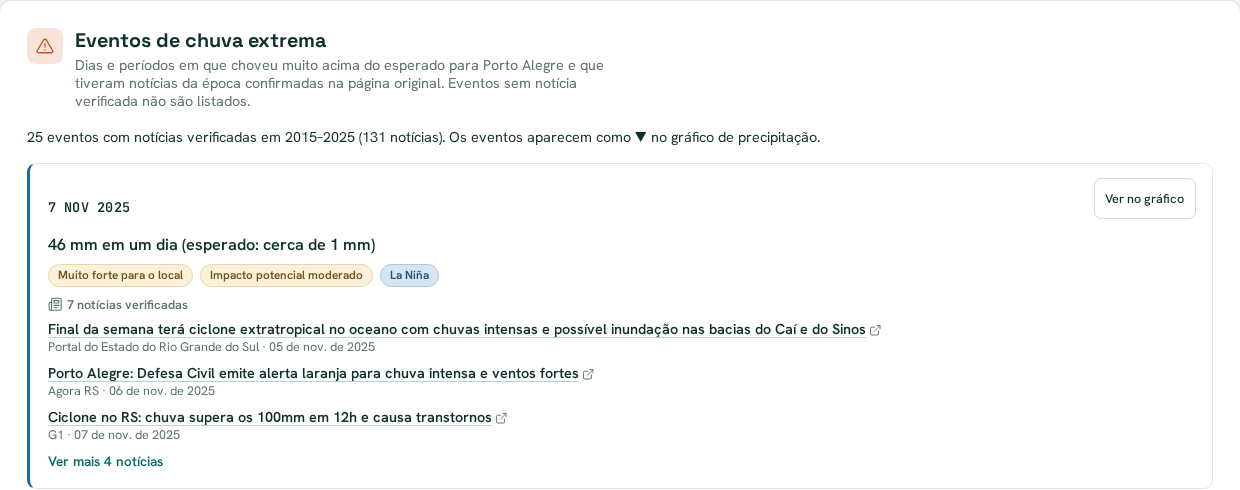 Eventos de chuva extrema
Dias e períodos em que choveu muito acima do esperado para Porto Alegre e que
tiveram notícias da época confirmadas na página original. Eventos sem notícia
verificada não são listados.
25 eventos com notícias verificadas em 2015–2025 (131 notícias). Os eventos aparecem como ▼ no gráfico de precipitação.
7 NOV 2025
Ver no gráfico
46 mm em um dia (esperado: cerca de 1 mm)
Muito forte para o local
Impacto potencial moderado
La Niña
7 notícias verificadas
Final da semana terá ciclone extratropical no oceano com chuvas intensas e possível inundação nas bacias do Caí e do Sinos
Portal do Estado do Rio Grande do Sul · 05 de nov. de 2025
Porto Alegre: Defesa Civil emite alerta laranja para chuva intensa e ventos fortes
Agora RS · 06 de nov. de 2025
Ciclone no RS: chuva supera os 100mm em 12h e causa transtornos
G1 · 07 de nov. de 2025
Ver mais 4 notícias